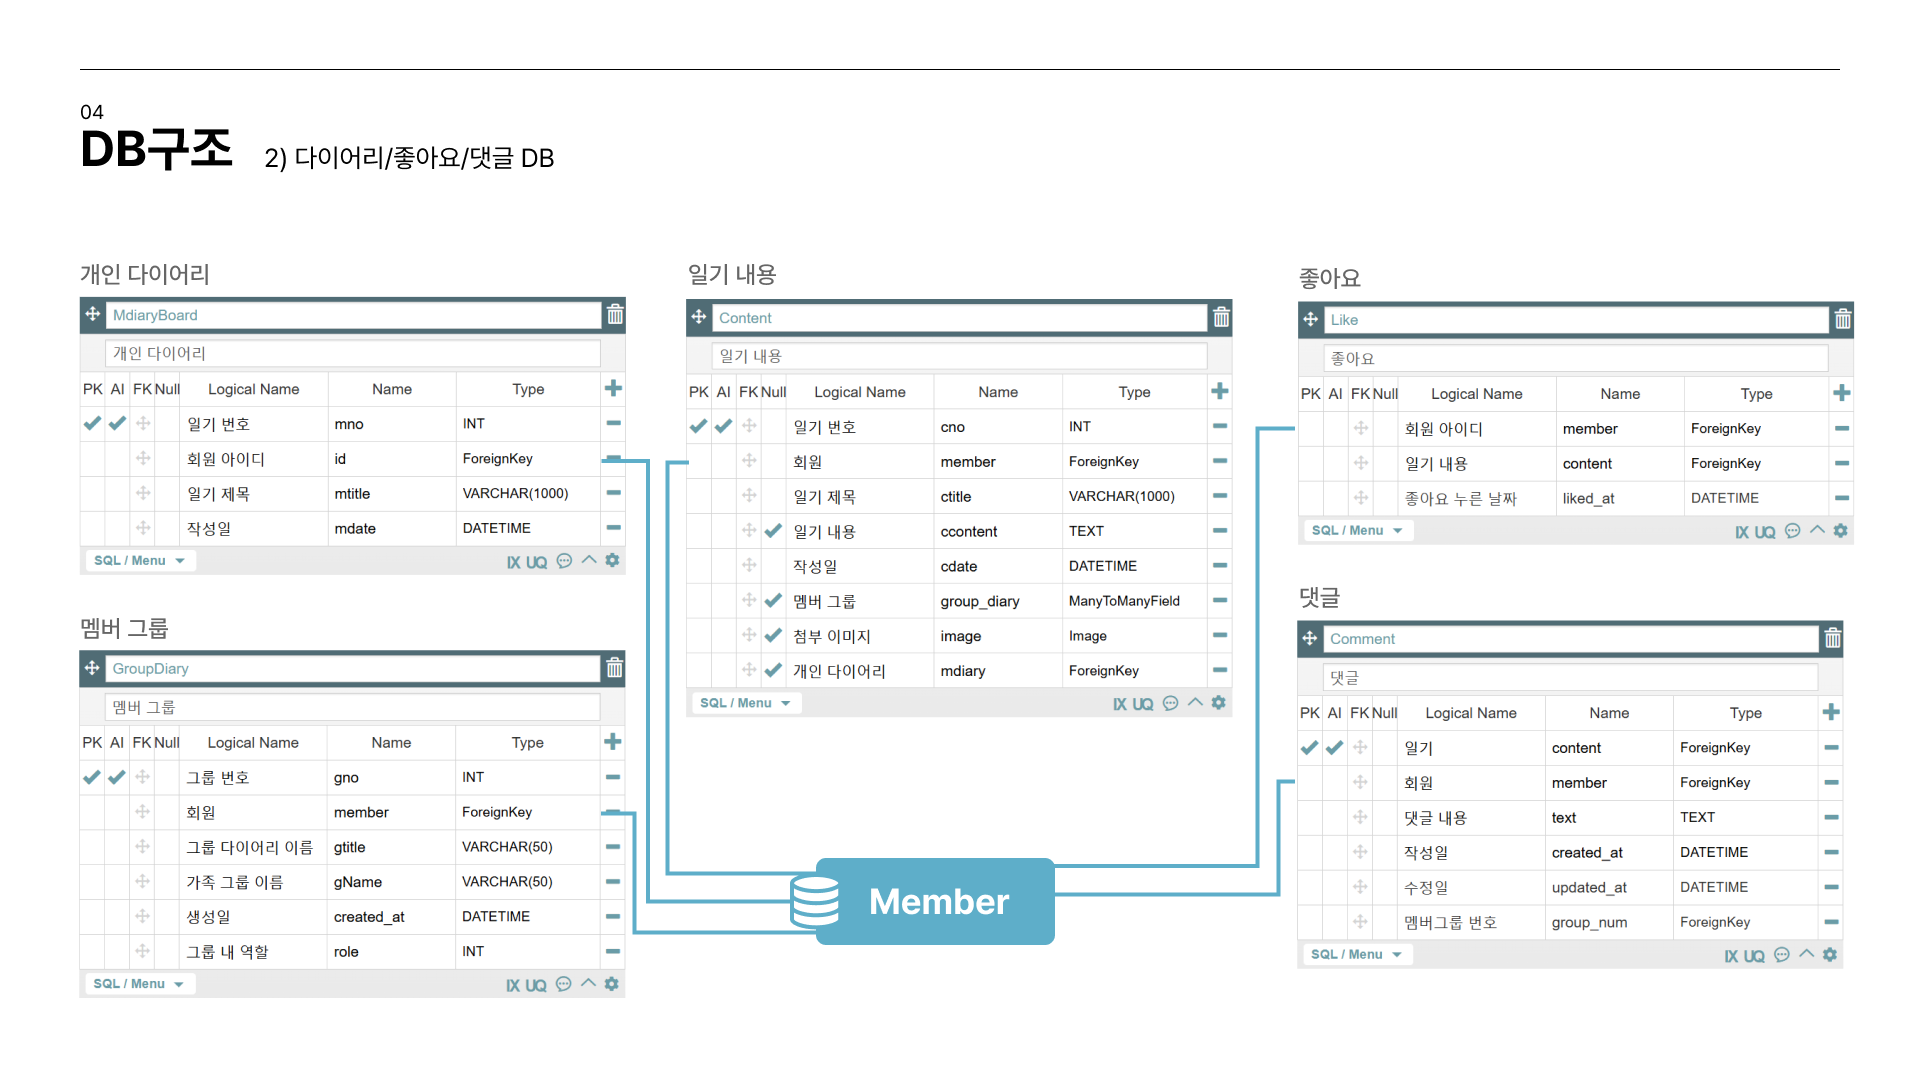 04
DB구조 2) 다이어리/좋아요/댓글 DB
개인 다이어리
MdiaryBoard
개인 다이어리
PK AI FK Null Logical Name Name Type
일기 번호 mno INT
회원 아이디 id ForeignKey
일기 제목 mtitle VARCHAR(1000)
작성일 mdate DATETIME
SQL / Menu IX UQ
멤버 그룹
GroupDiary
멤버 그룹
PK AI FK Null Logical Name Name Type
그룹 번호 gno INT
회원 member ForeignKey
그룹 다이어리 이름 gtitle VARCHAR(50)
가족 그룹 이름 gName VARCHAR(50)
생성일 created_at DATETIME
그룹 내 역할 role INT
SQL / Menu IX UQ
일기 내용
Content
일기 내용
PK AI FK Null Logical Name Name Type
일기 번호 cno INT
회원 member ForeignKey
일기 제목 ctitle VARCHAR(1000)
일기 내용 ccontent TEXT
작성일 cdate DATETIME
멤버 그룹 group_diary ManyToManyField
첨부 이미지 image Image
개인 다이어리 mdiary ForeignKey
SQL / Menu IX UQ
Member
좋아요
Like
좋아요
PK AI FK Null Logical Name Name Type
회원 아이디 member ForeignKey
일기 내용 content ForeignKey
좋아요 누른 날짜 liked_at DATETIME
SQL / Menu IX UQ
댓글
Comment
댓글
PK AI FK Null Logical Name Name Type
일기 content ForeignKey
회원 member ForeignKey
댓글 내용 text TEXT
작성일 created_at DATETIME
수정일 updated_at DATETIME
멤버그룹 번호 group_num ForeignKey
SQL / Menu IX UQ